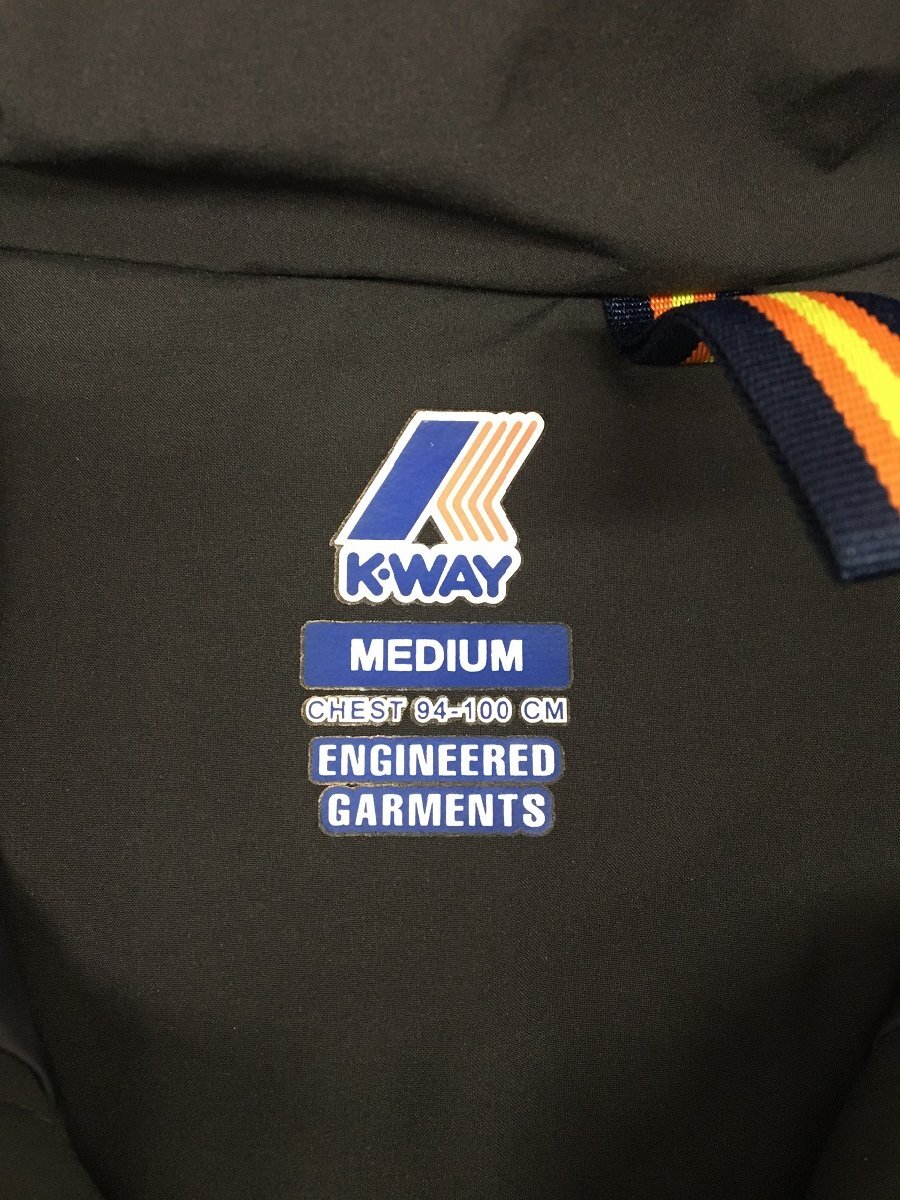 K·WAY
MEDIUM
CHEST 94-100 CM
ENGINEERED
GARMENTS